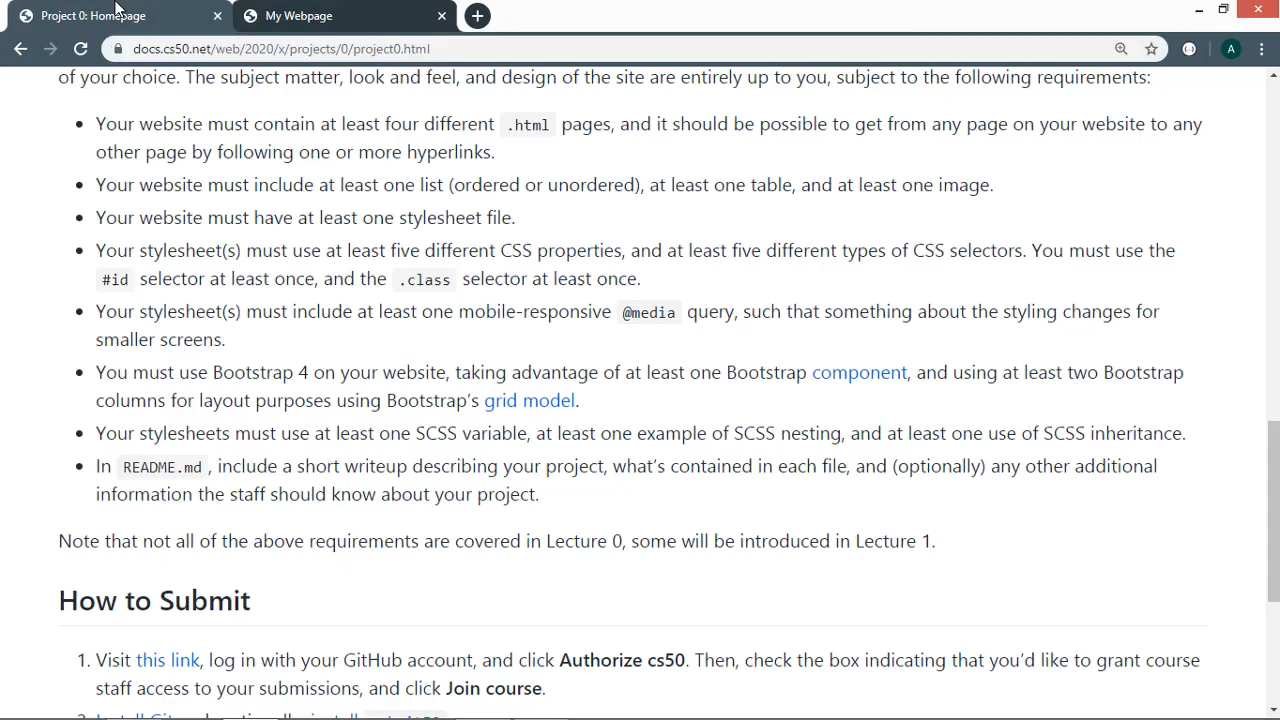 Project 0: Homepage
My Webpage
docs.cs50.net/web/2020/x/projects/0/project0.html
A
of your choice. The subject matter, look and feel, and design of the site are entirely up to you, subject to the following requirements:
Your website must contain at least four different .html pages, and it should be possible to get from any page on your website to any
other page by following one or more hyperlinks.
Your website must include at least one list (ordered or unordered), at least one table, and at least one image.
Your website must have at least one stylesheet file.
Your stylesheet(s) must use at least five different CSS properties, and at least five different types of CSS selectors. You must use the
#id selector at least once, and the .class selector at least once.
Your stylesheet(s) must include at least one mobile-responsive @media query, such that something about the styling changes for
smaller screens.
You must use Bootstrap 4 on your website, taking advantage of at least one Bootstrap component, and using at least two Bootstrap
columns for layout purposes using Bootstrap's grid model.
Your stylesheets must use at least one SCSS variable, at least one example of SCSS nesting, and at least one use of SCSS inheritance.
In README.md, include a short writeup describing your project, what's contained in each file, and (optionally) any other additional
information the staff should know about your project.
Note that not all of the above requirements are covered in Lecture 0, some will be introduced in Lecture 1.
How to Submit
1. Visit this link, log in with your GitHub account, and click Authorize cs50. Then, check the box indicating that you'd like to grant course
staff access to your submissions, and click Join course.